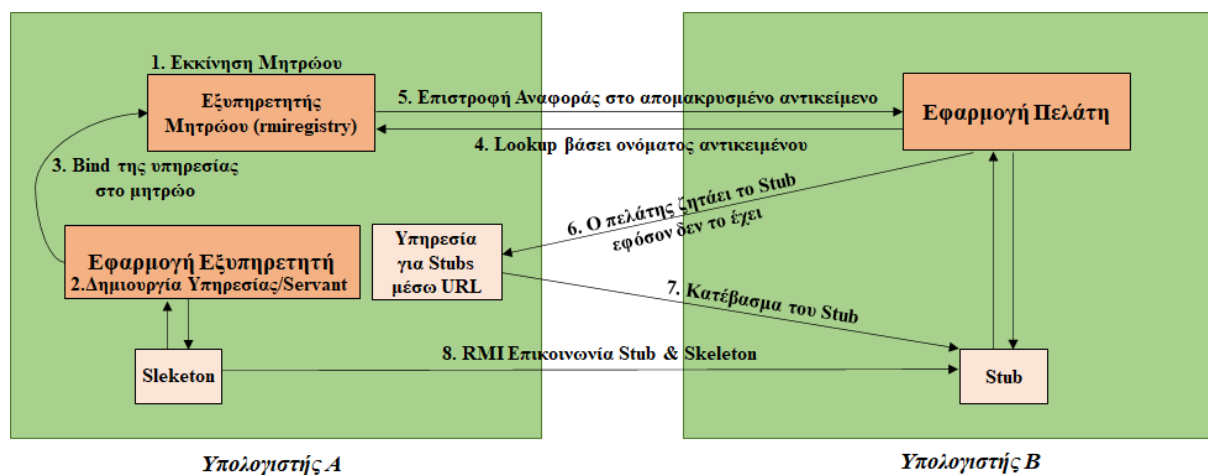 1. Εκκίνηση Μητρώου
Εξυπηρετητής
Μητρώου (rmiregistry)
5. Επιστροφή Αναφοράς στο απομακρυσμένο αντικείμενο
Εφαρμογή Πελάτη
4. Lookup βάσει ονόματος αντικειμένου
3. Bind της υπηρεσίας
στο μητρώο
6. Ο πελάτης ζητάει το Stub
εφόσον δεν το έχει
Υπηρεσία
για Stubs
μέσω URL
Εφαρμογή Εξυπηρετητή
2.Δημιουργία Υπηρεσίας/Servant
7. Κατέβασμα του Stub
8. RMI Επικοινωνία Stub & Skeleton
Sleketon
Stub
Υπολογιστής Α
Υπολογιστής Β